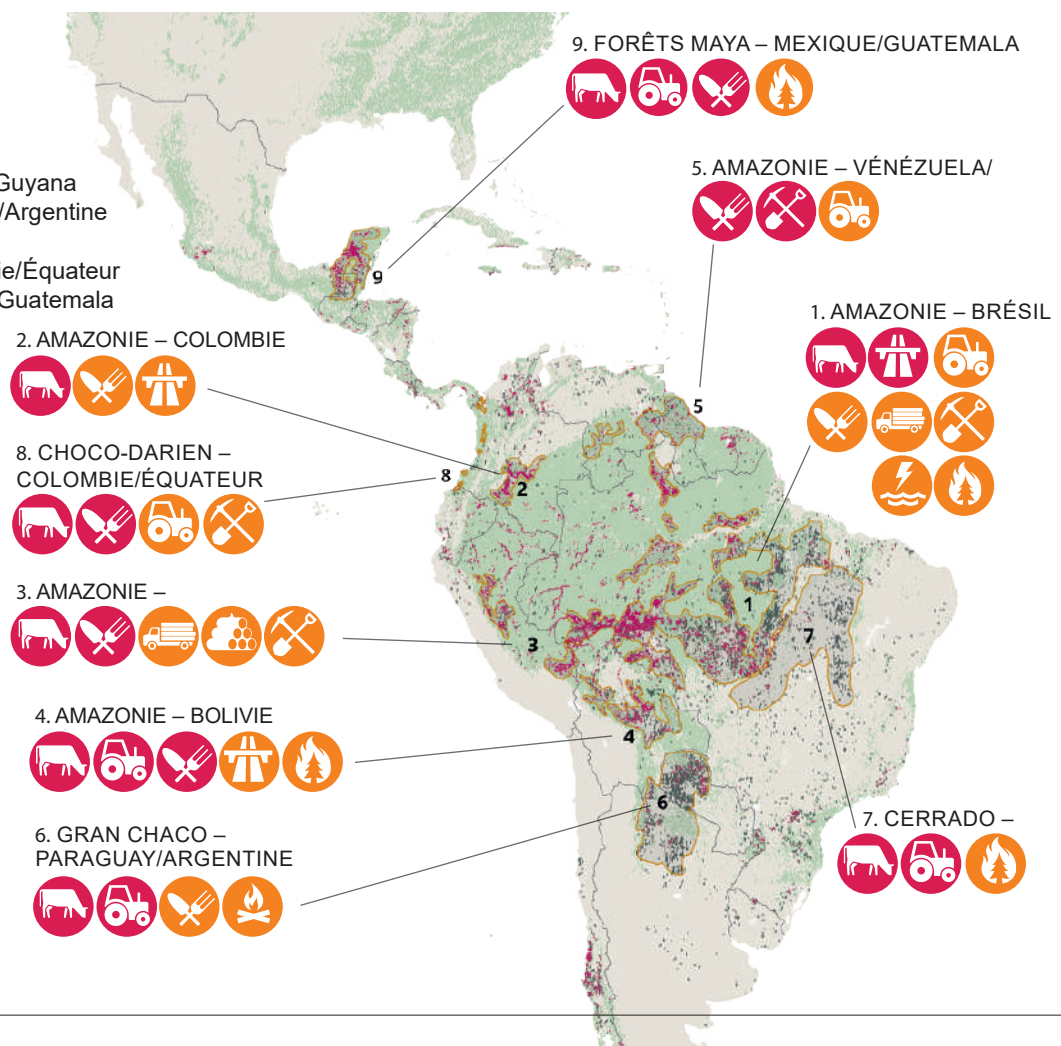 9. FORÊTS MAYA – MEXIQUE/GUATEMALA
5. AMAZONIE – VÉNÉZUELA/
Guyana
/Argentine
ie/Équateur
Guatemala
9
2. AMAZONIE – COLOMBIE
1. AMAZONIE – BRÉSIL
5
8. CHOCO-DARIEN –
COLOMBIE/ÉQUATEUR
8
2
3. AMAZONIE –
1
3
7
4. AMAZONIE – BOLIVIE
4
6. GRAN CHACO –
PARAGUAY/ARGENTINE
6
7. CERRADO –